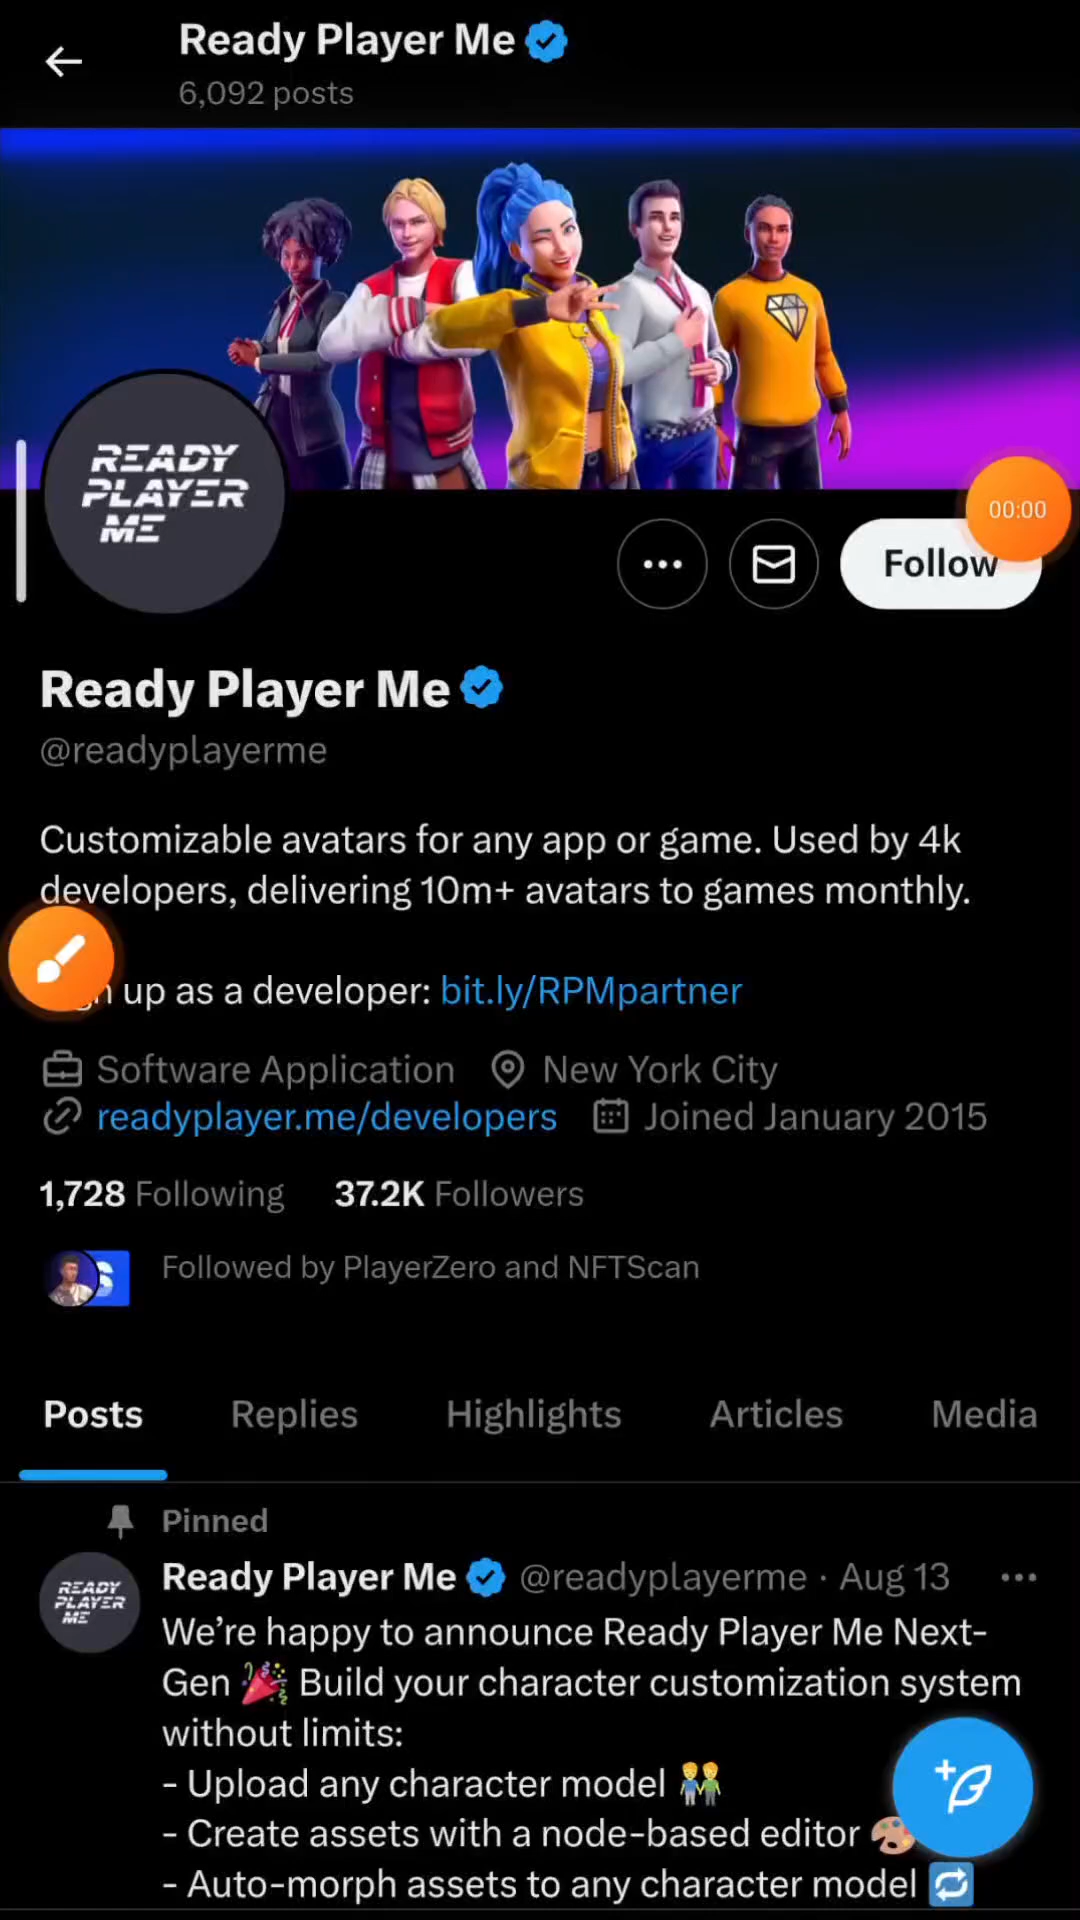 Ready Player Me
6,092 posts
READY
PLAYER
ME
00:00
Follow
Ready Player Me
@readyplayerme
Customizable avatars for any app or game. Used by 4k
developers, delivering 10m+ avatars to games monthly.
up as a developer: bit.ly/RPMpartner
Software Application New York City
readyplayer.me/developers Joined January 2015
1,728 Following 37.2K Followers
S
Followed by PlayerZero and NFTScan
Posts Replies Highlights Articles Media
Pinned
READY
PLAYER
ME
Ready Player Me @readyplayerme · Aug 13
We’re happy to announce Ready Player Me Next-
Gen 🎉 Build your character customization system
without limits:
- Upload any character model 🧑‍🤝‍🧑
- Create assets with a node-based editor 🎨
- Auto-morph assets to any character model 🔁